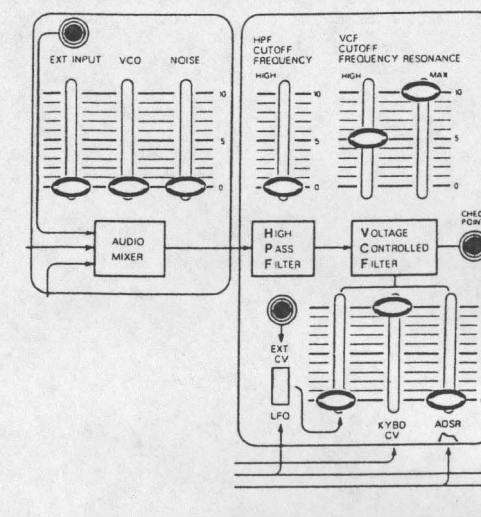 EXT INPUT
VCO
NOISE
10
5
0
AUDIO
MIXER
HPF
CUTOFF
FREQUENCY
HIGH
10
5
0
VCF
CUTOFF
FREQUENCY RESONANCE
HIGH
MAX
10
5
0
HIGH
PASS
FILTER
VOLTAGE
CONTROLLED
FILTER
EXT
CV
LFO
KYBD
CV
ADSR